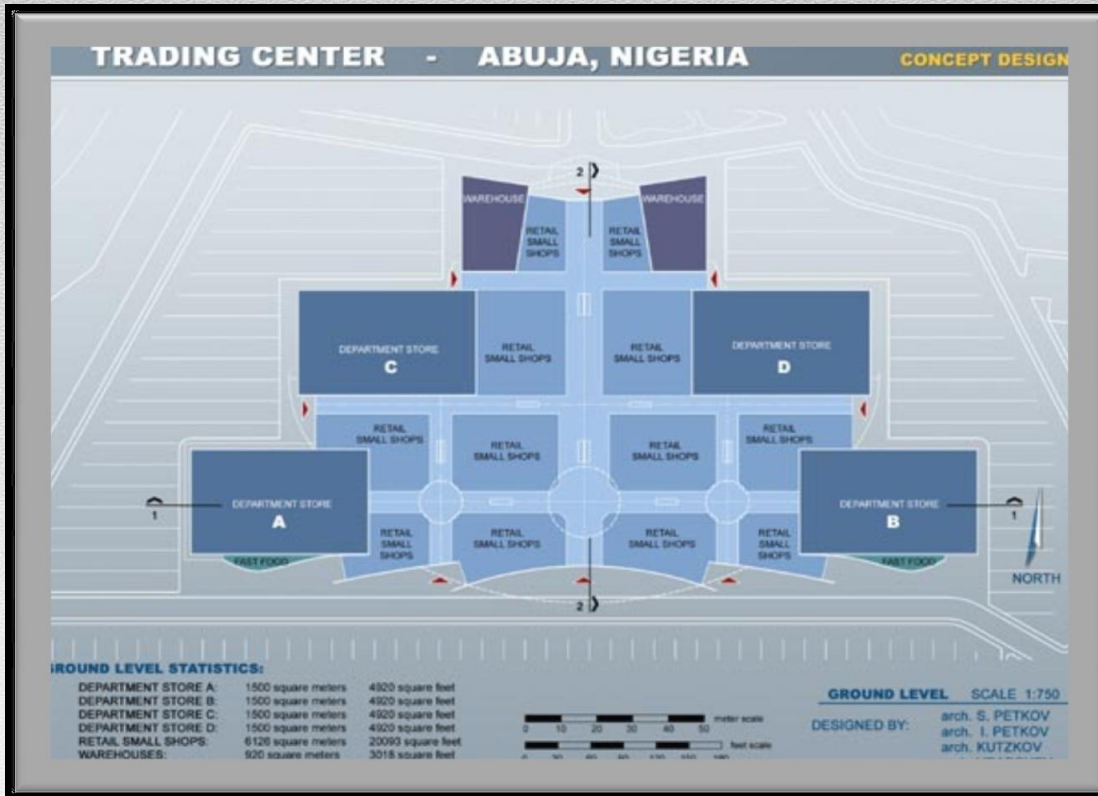 TRADING CENTER - ABUJA, NIGERIA
CONCEPT DESIGN
2
WAREHOUSE
WAREHOUSE
RETAIL
SMALL
SHOPS
RETAIL
SMALL
SHOPS
DEPARTMENT STORE
C
RETAIL
SMALL SHOPS
RETAIL
SMALL SHOPS
DEPARTMENT STORE
D
RETAIL
SMALL SHOPS
RETAIL
SMALL SHOPS
RETAIL
SMALL SHOPS
RETAIL
SMALL SHOPS
1
DEPARTMENT STORE
A
DEPARTMENT STORE
B
1
FAST FOOD
RETAIL
SMALL
SHOPS
RETAIL
SMALL SHOPS
RETAIL
SMALL SHOPS
RETAIL
SMALL
SHOPS
FAST FOOD
NORTH
2
GROUND LEVEL STATISTICS:
DEPARTMENT STORE A: 1500 square meters 4920 square feet
DEPARTMENT STORE B: 1500 square meters 4920 square feet
DEPARTMENT STORE C: 1500 square meters 4920 square feet
DEPARTMENT STORE D: 1500 square meters 4920 square feet
RETAIL SMALL SHOPS: 6126 square meters 20093 square feet
WAREHOUSES: 920 square meters 3018 square feet
meter scale
0 10 20 30 40 50
feet scale
GROUND LEVEL SCALE 1:750
DESIGNED BY: arch. S. PETKOV
arch. I. PETKOV
arch. KUTZKOV